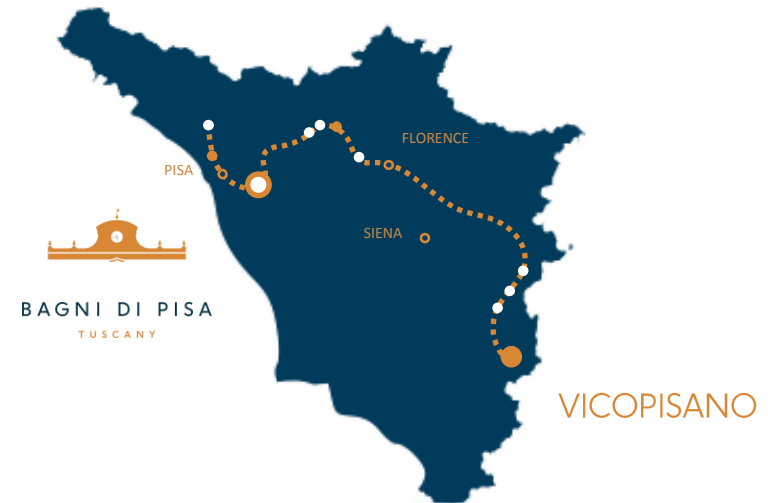 FLORENCE
PISA
SIENA
BAGNI DI PISA
TUSCANY
VICOPISANO